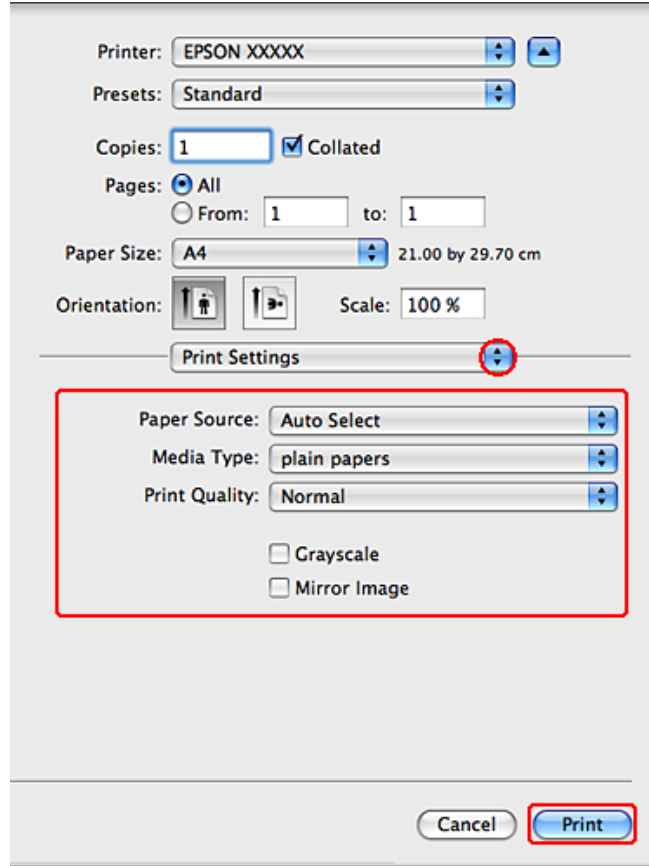 Printer: EPSON XXXXX
Presets: Standard
Copies: 1 Collated
Pages: All
From: 1 to: 1
Paper Size: A4 21.00 by 29.70 cm
Orientation: Scale: 100 %
Print Settings
Paper Source: Auto Select
Media Type: plain papers
Print Quality: Normal
Grayscale
Mirror Image
Cancel Print